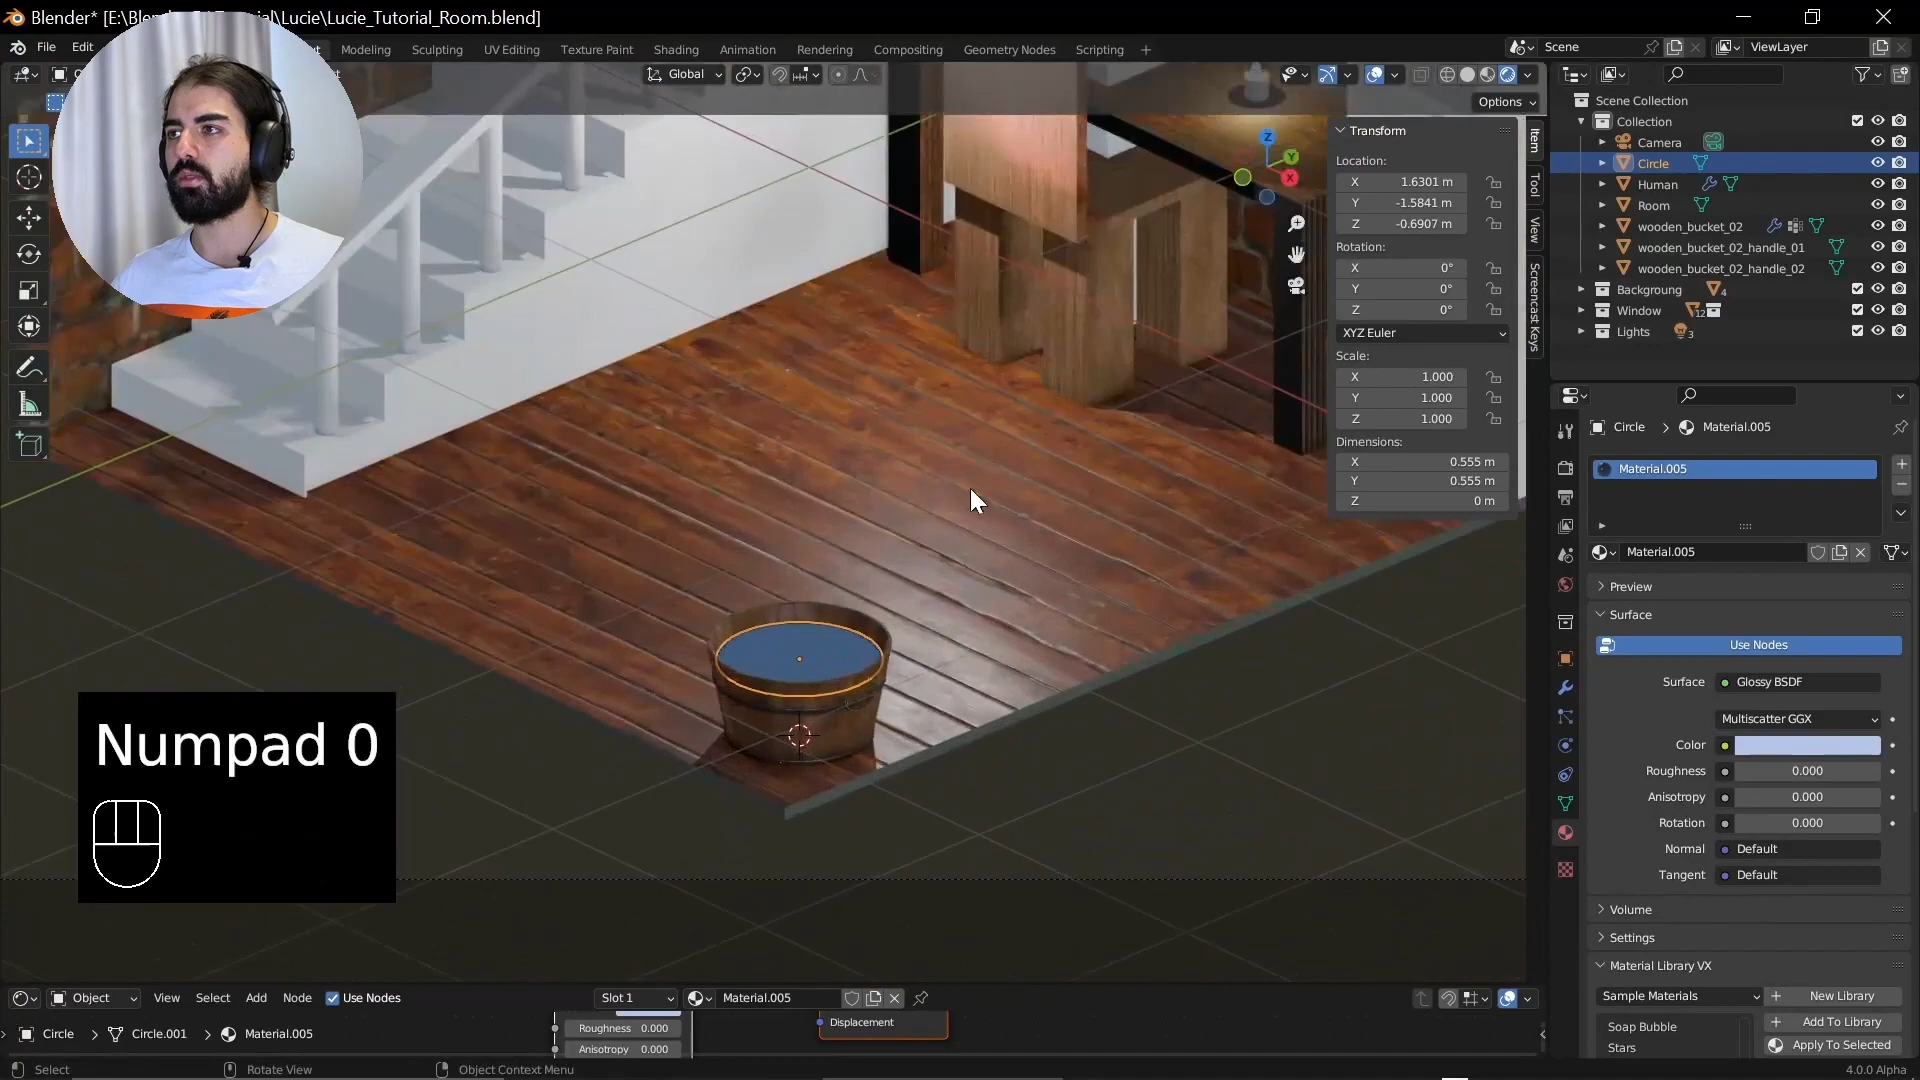 Blender* [E:\Blende
\Lucie\Lucie_Tutorial_Room.blend]
File Edit
Modeling Sculpting UV Editing Texture Paint Shading Animation Rendering Compositing Geometry Nodes Scripting +
Scene
ViewLayer
Global
Options
Transform
Location:
X 1.6301 m
Y -1.5841 m
Z -0.6907 m
Rotation:
X 0°
Y 0°
Z 0°
XYZ Euler
Scale:
X 1.000
Y 1.000
Z 1.000
Dimensions:
X 0.555 m
Y 0.555 m
Z 0 m
Item
Tool
View
Screencast Keys
Z
Y
X
Scene Collection
Collection
Camera
Circle
Human
Room
wooden_bucket_02
wooden_bucket_02_handle_01
wooden_bucket_02_handle_02
Backgroung 4
Window 12
Lights 3
Circle > Material.005
Material.005
Material.005
Preview
Surface
Use Nodes
Surface Glossy BSDF
Multiscatter GGX
Color
Roughness 0.000
Anisotropy 0.000
Rotation 0.000
Normal Default
Tangent Default
Volume
Settings
Material Library VX
Sample Materials
New Library
Add To Library
Apply To Selected
Soap Bubble
Stars
Numpad 0
Object View Select Add Node Use Nodes Slot 1 Material.005
Circle > Circle.001 > Material.005
Roughness 0.000
Anisotropy 0.000
Displacement
Select Rotate View Object Context Menu 4.0.0 Alpha